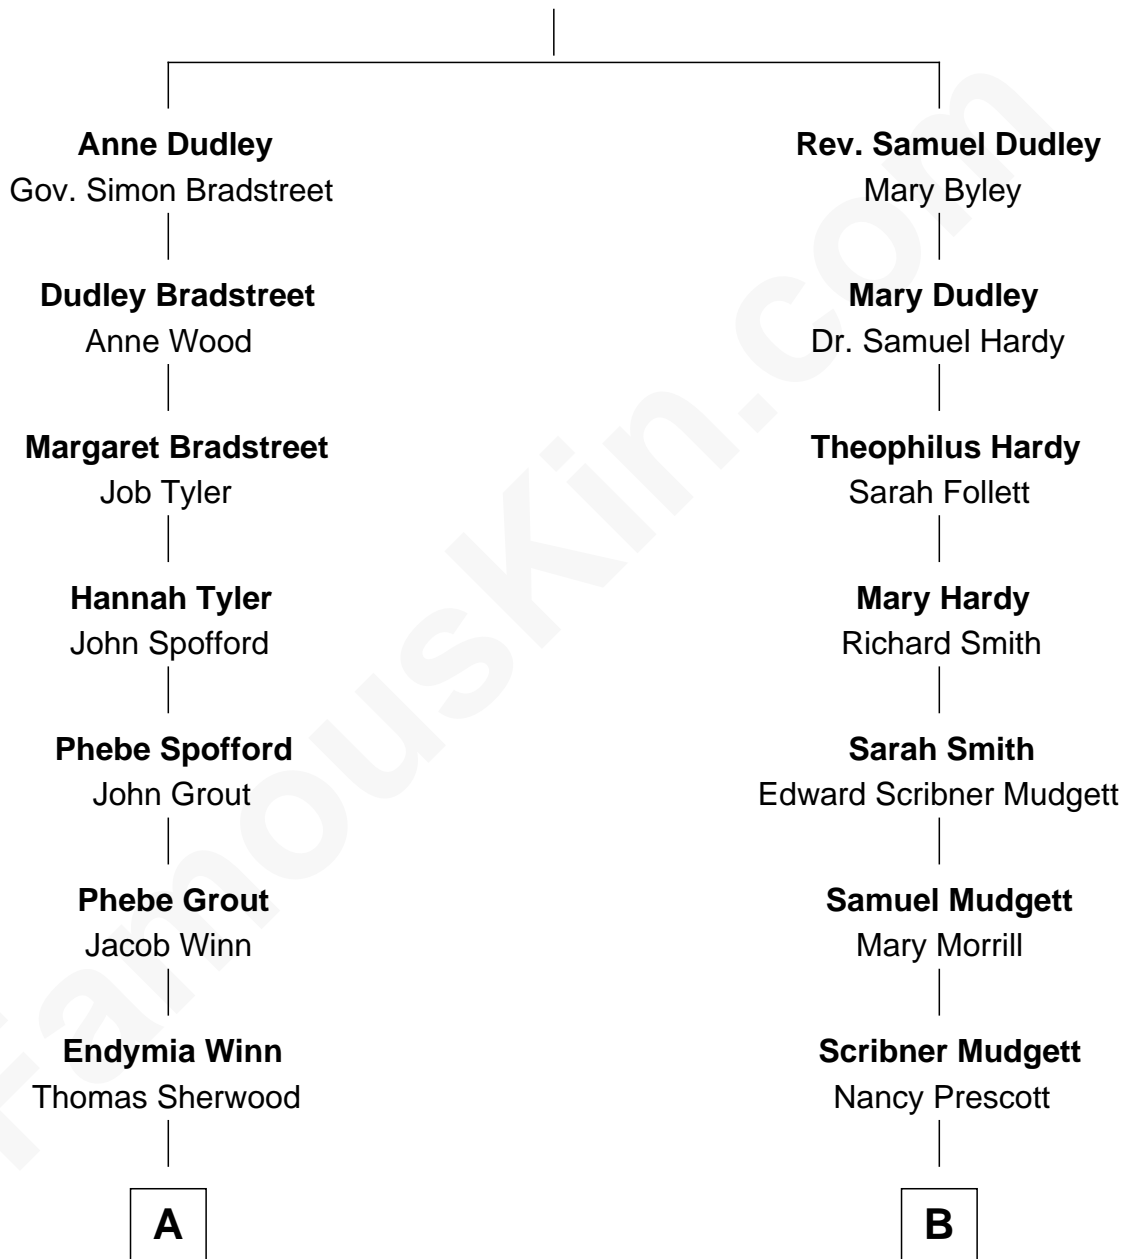 Anne Dudley
Gov. Simon Bradstreet
Dudley Bradstreet
Anne Wood
Margaret Bradstreet
Job Tyler
Hannah Tyler
John Spofford
Phebe Spofford
John Grout
Phebe Grout
Jacob Winn
Endymia Winn
Thomas Sherwood
A
Rev. Samuel Dudley
Mary Byley
Mary Dudley
Dr. Samuel Hardy
Theophilus Hardy
Sarah Follett
Mary Hardy
Richard Smith
Sarah Smith
Edward Scribner Mudgett
Samuel Mudgett
Mary Morrill
Scribner Mudgett
Nancy Prescott
B
FamousKin.com